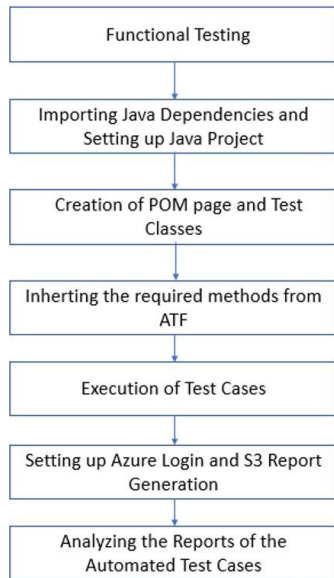 Functional Testing
Importing Java Dependencies and
Setting up Java Project
Creation of POM page and Test
Classes
Inherting the required methods from
ATF
Execution of Test Cases
Setting up Azure Login and S3 Report
Generation
Analyzing the Reports of the
Automated Test Cases